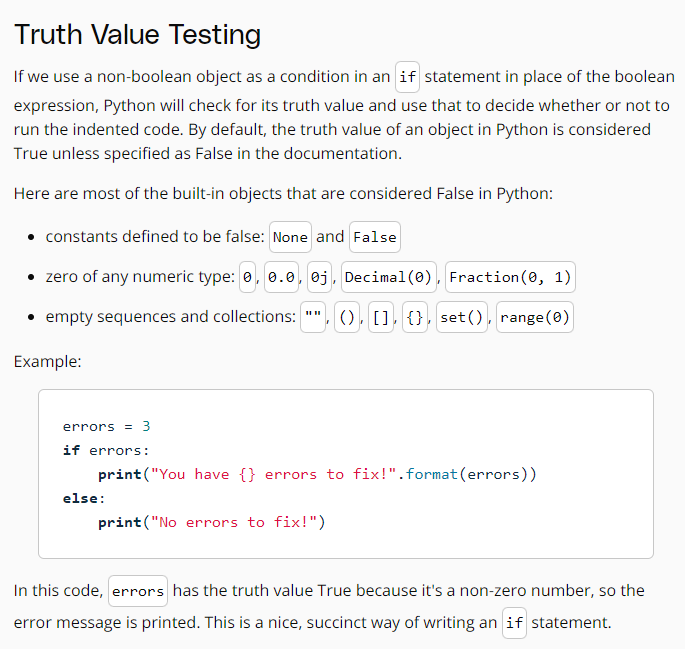 Truth Value Testing
If we use a non-boolean object as a condition in an if statement in place of the boolean
expression, Python will check for its truth value and use that to decide whether or not to
run the indented code. By default, the truth value of an object in Python is considered
True unless specified as False in the documentation.
Here are most of the built-in objects that are considered False in Python:
• constants defined to be false: None and False
• zero of any numeric type: 0, 0.0, 0j, Decimal(0), Fraction(0, 1)
• empty sequences and collections: "", (), [], {}, set(), range(0)
Example:
errors = 3
if errors:
    print("You have {} errors to fix!".format(errors))
else:
    print("No errors to fix!")
In this code, errors has the truth value True because it's a non-zero number, so the
error message is printed. This is a nice, succinct way of writing an if statement.